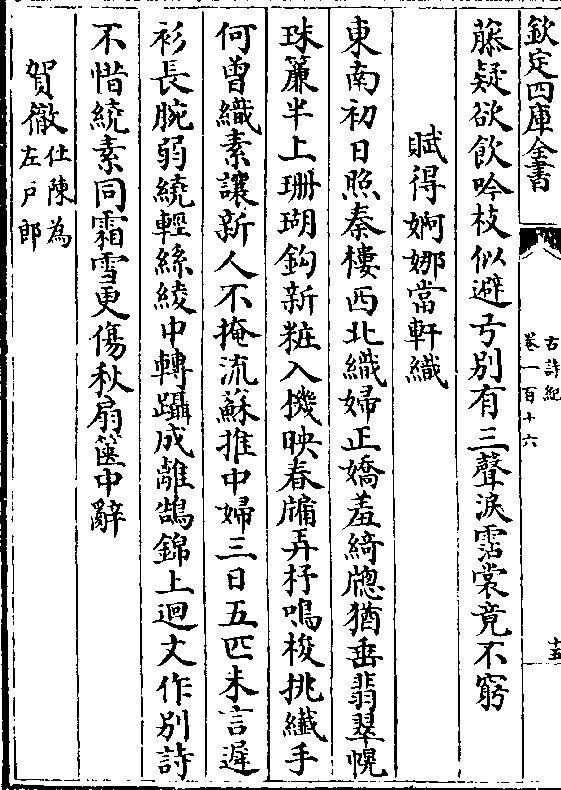 欽定四庫全書
古詩紀
卷一百十六
十五
藤疑欲飲吟枝似避弓別有三聲淚霑裳竟不窮
賦得婀娜當軒織
東南初日照秦樓西北織婦正嬌羞綺牕猶垂翡翠幌
珠簾半上珊瑚鈎新粧入機映春牖弄杼鳴梭挑纖手
何曾織素讓新人不掩流蘇推中婦三日五匹未言遲
衫長腕弱繞輕絲綾中轉躡成離鵠錦上迴文作別詩
不惜紈素同霜雪更傷秋扇篋中辭
賀徹仕陳為
左戸郎